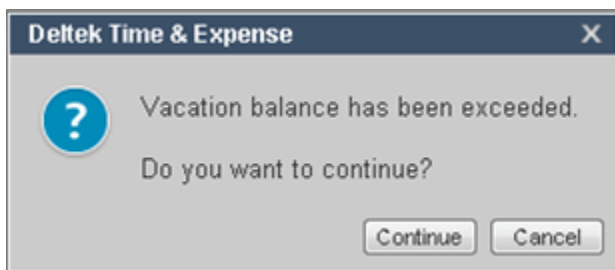 Deltek Time & Expense X
?
Vacation balance has been exceeded.
Do you want to continue?
Continue Cancel